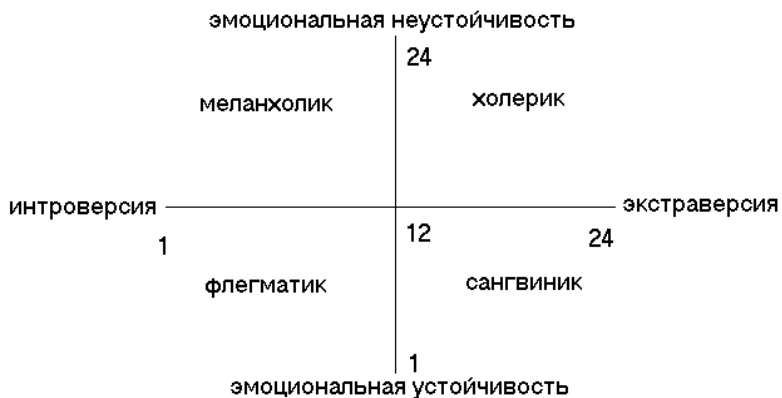 эмоциональная неустойчивость
24
меланхолик холерик
интроверсия экстраверсия
1 12 24
флегматик сангвиник
1
эмоциональная устойчивость